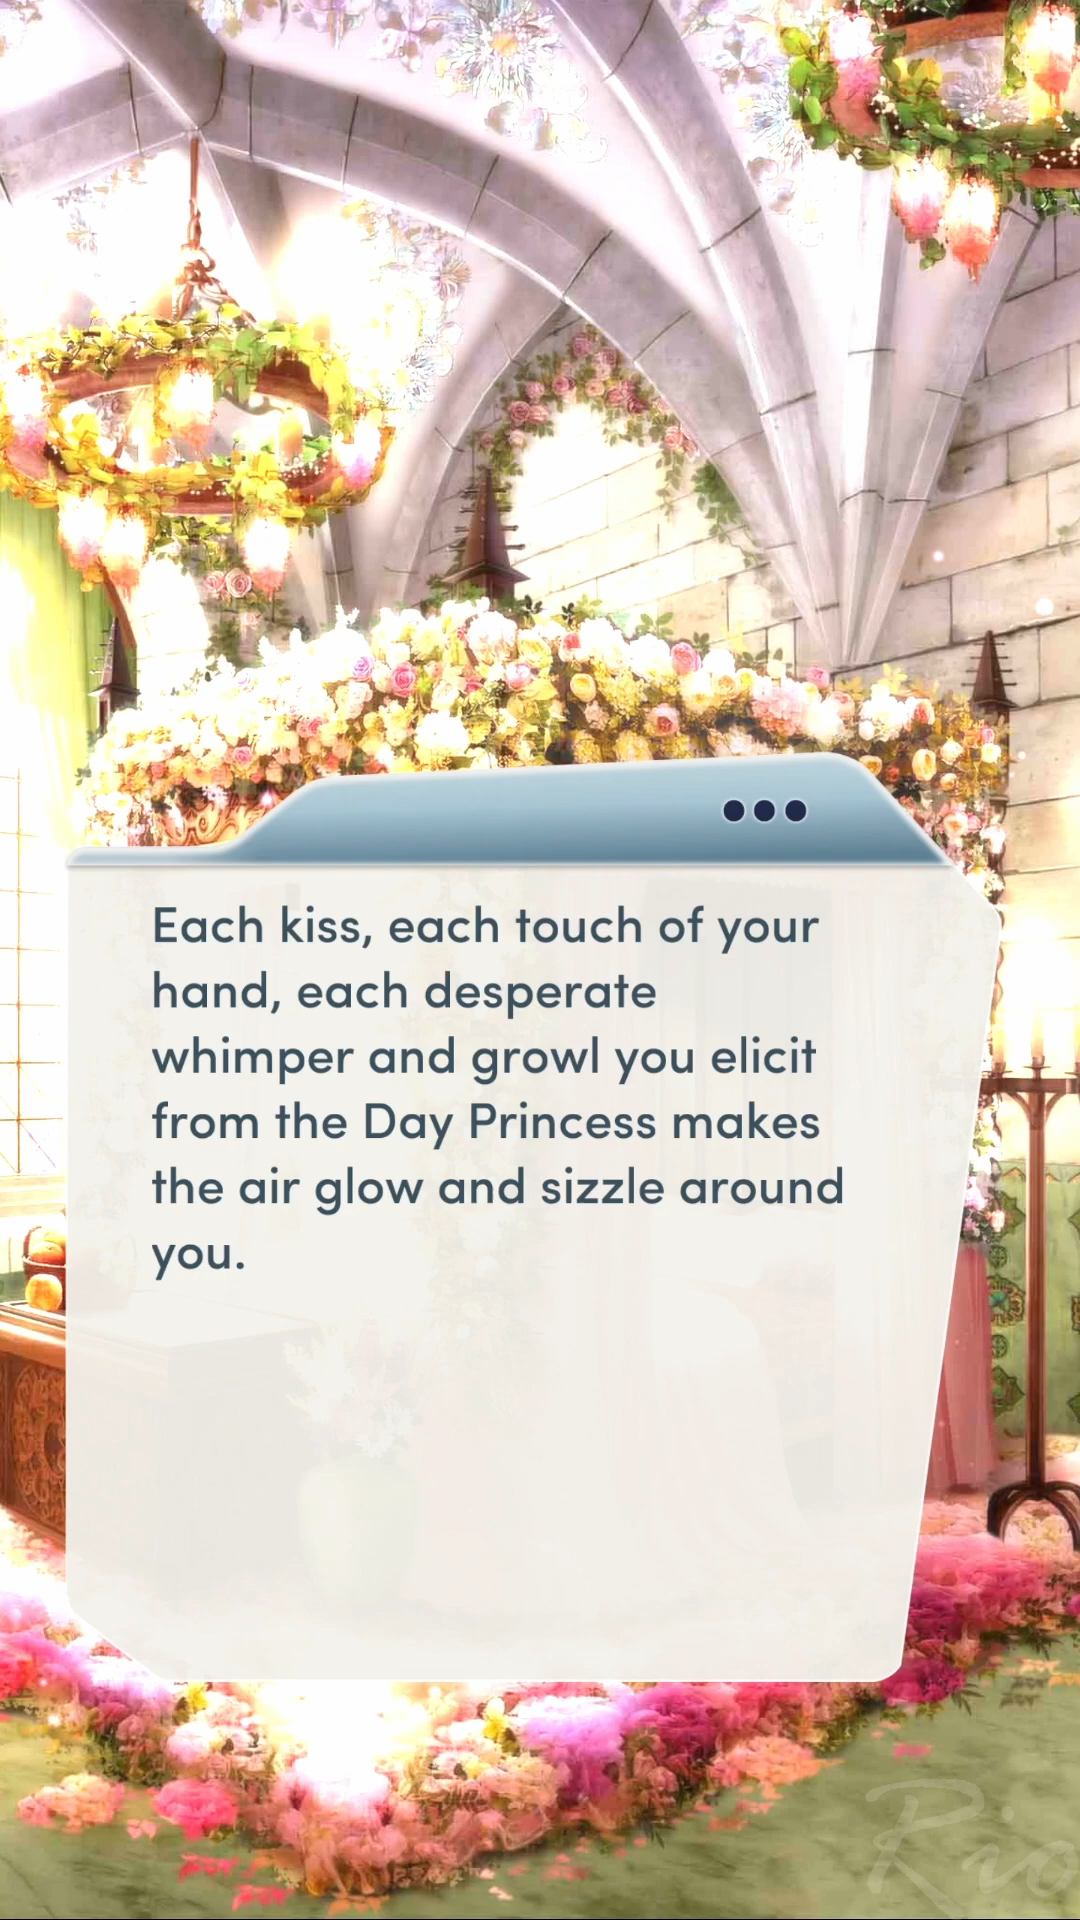 Each kiss, each touch of your
hand, each desperate
whimper and growl you elicit
from the Day Princess makes
the air glow and sizzle around
you.
Rio